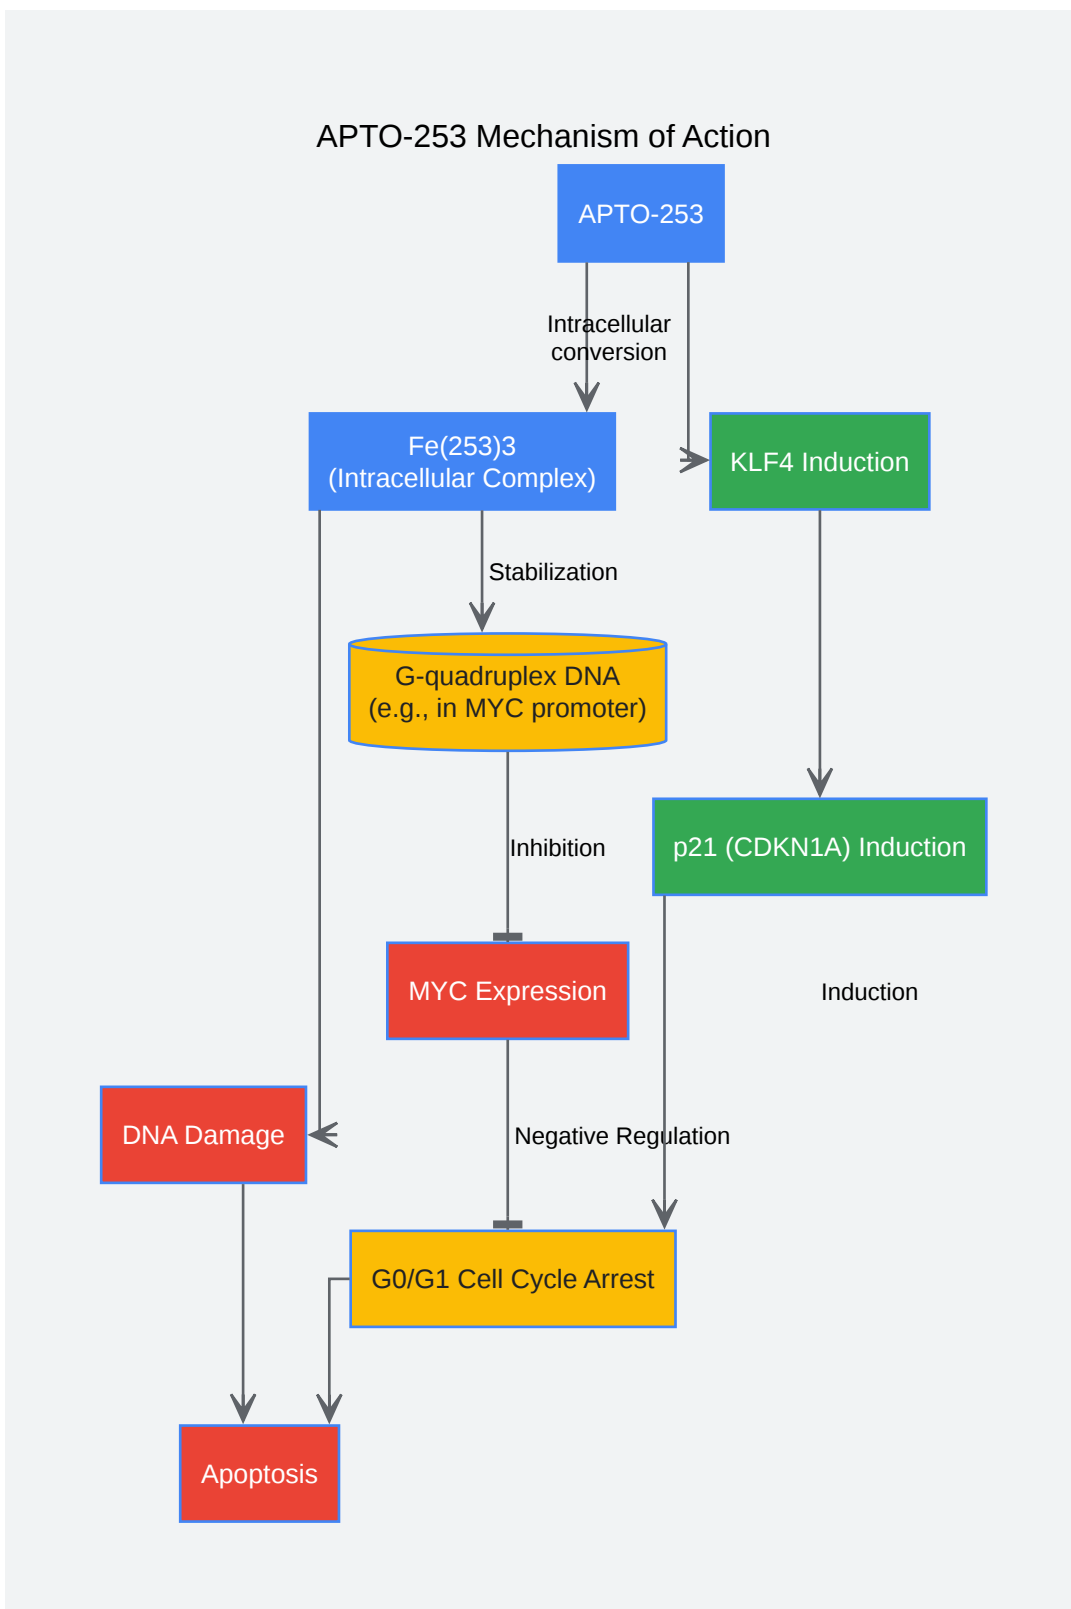 APTO-253 Mechanism of Action
APTO-253
Intracellular
conversion
Fe(253)3
(Intracellular Complex)
KLF4 Induction
Stabilization
G-quadruplex DNA
(e.g., in MYC promoter)
Inhibition
p21 (CDKN1A) Induction
MYC Expression
Induction
DNA Damage
Negative Regulation
G0/G1 Cell Cycle Arrest
Apoptosis